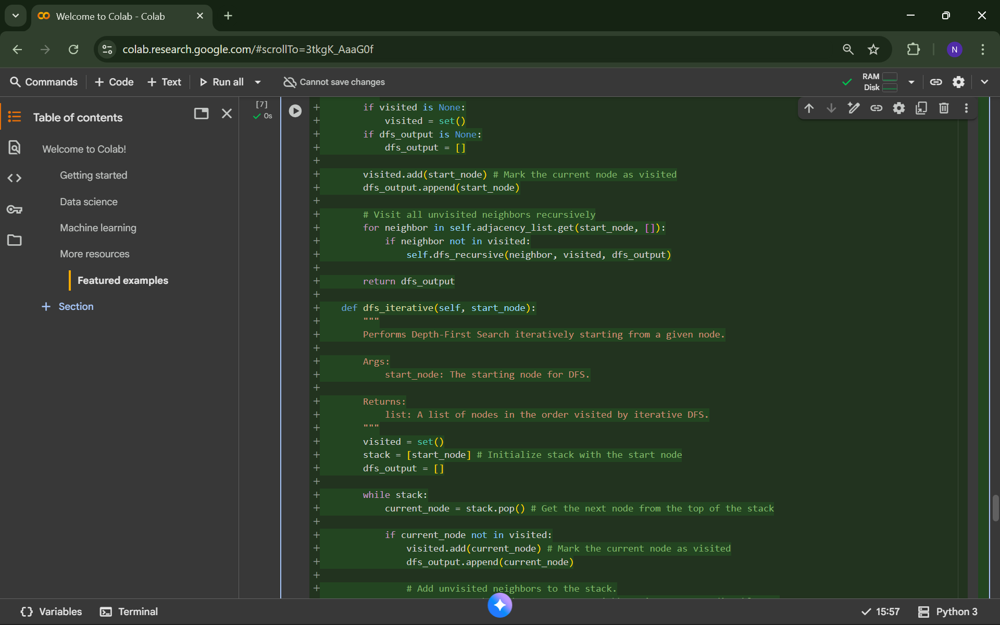 Welcome to Colab - Colab
colab.research.google.com/#scrollTo=3tkgK_AaaG0f
N
Commands
+ Code
+ Text
Run all
Cannot save changes
RAM
Disk
Table of contents
Welcome to Colab!
Getting started
Data science
Machine learning
More resources
Featured examples
+ Section
[7]
0s
+ if visited is None:
+ visited = set()
+ if dfs_output is None:
+ dfs_output = []
+
+ visited.add(start_node) # Mark the current node as visited
+ dfs_output.append(start_node)
+
+ # Visit all unvisited neighbors recursively
+ for neighbor in self.adjacency_list.get(start_node, []):
+ if neighbor not in visited:
+ self.dfs_recursive(neighbor, visited, dfs_output)
+
+ return dfs_output
+
+ def dfs_iterative(self, start_node):
+ """
+ Performs Depth-First Search iteratively starting from a given node.
+
+ Args:
+ start_node: The starting node for DFS.
+
+ Returns:
+ list: A list of nodes in the order visited by iterative DFS.
+ """
+ visited = set()
+ stack = [start_node] # Initialize stack with the start node
+ dfs_output = []
+
+ while stack:
+ current_node = stack.pop() # Get the next node from the top of the stack
+
+ if current_node not in visited:
+ visited.add(current_node) # Mark the current node as visited
+ dfs_output.append(current_node)
+
+ # Add unvisited neighbors to the stack.
{} Variables
Terminal
15:57
Python 3